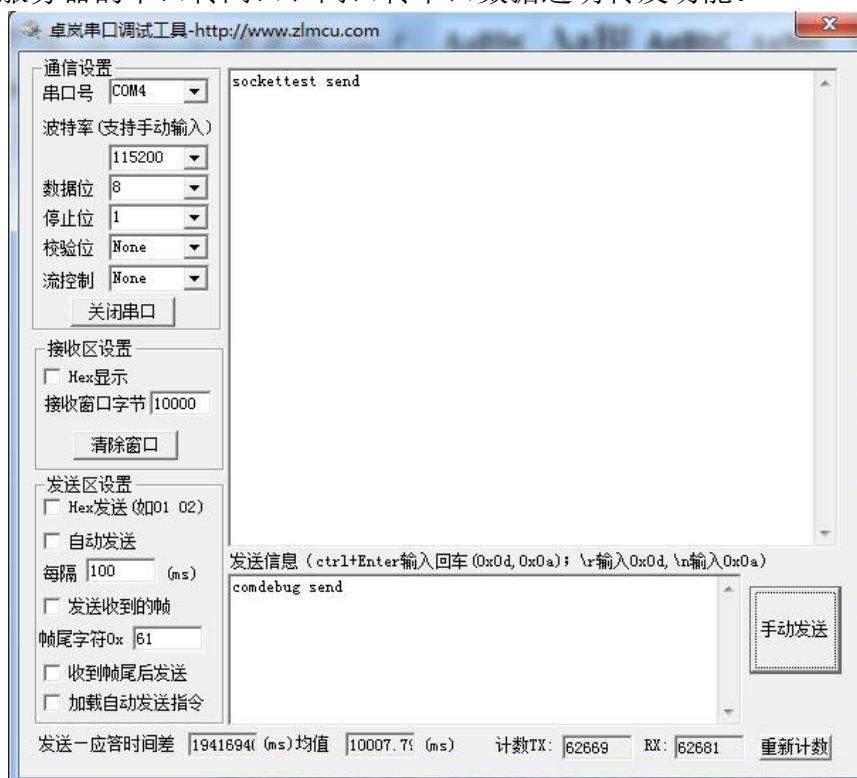 卓岚串口调试工具-http://www.zlmcu.com
通信设置
串口号 COM4
波特率(支持手动输入)
115200
数据位 8
停止位 1
校验位 None
流控制 None
关闭串口
接收区设置
Hex显示
接收窗口字节 10000
清除窗口
发送区设置
Hex发送(如01 02)
自动发送
每隔 100 (ms)
发送收到的帧
帧尾字符0x 61
收到帧尾后发送
加载自动发送指令
sockettest send
发送信息(ctrl+Enter输入回车(0x0d,0x0a); \r输入0x0d,\n输入0x0a)
comdebug send
手动发送
发送一应答时间差 1941694 (ms)均值 10007.7 (ms) 计数TX: 62669 RX: 62681 重新计数